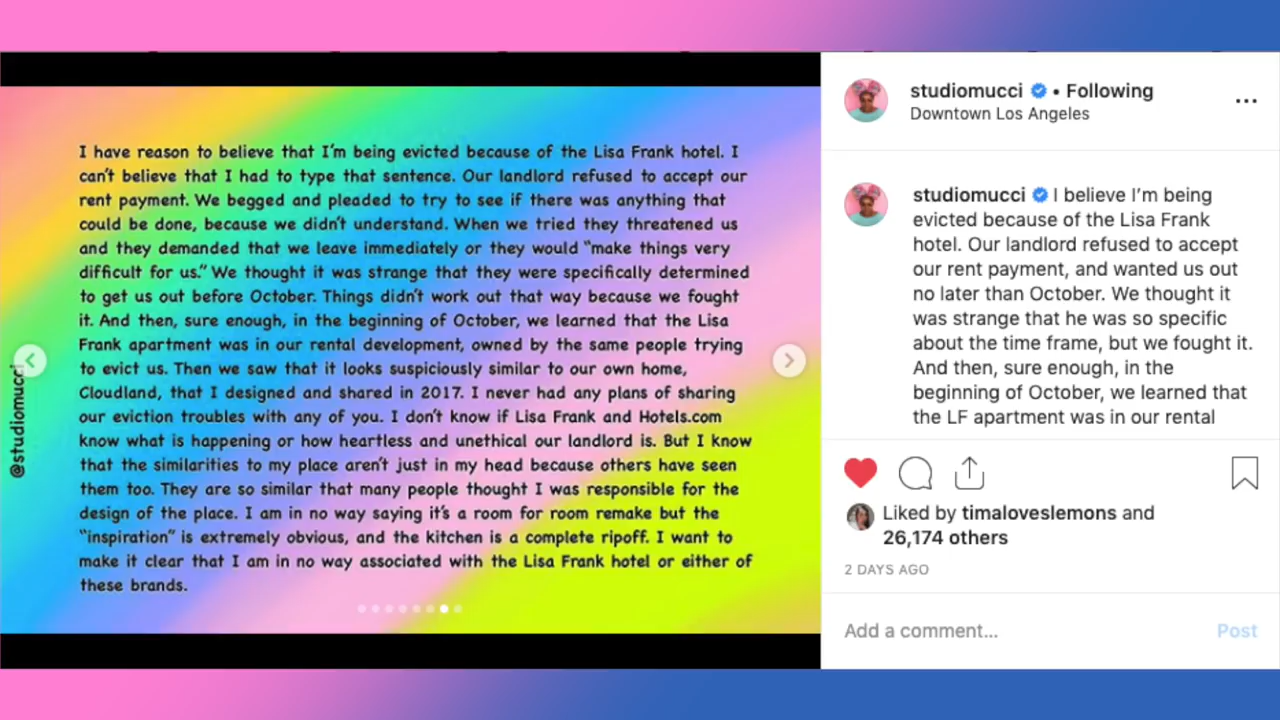 I have reason to believe that I'm being evicted because of the Lisa Frank hotel. I
can't believe that I had to type that sentence. Our landlord refused to accept our
rent payment. We begged and pleaded to try to see if there was anything that
could be done, because we didn't understand. When we tried they threatened us
and they demanded that we leave immediately or they would "make things very
difficult for us." We thought it was strange that they were specifically determined
to get us out before October. Things didn't work out that way because we fought
it. And then, sure enough, in the beginning of October, we learned that the Lisa
Frank apartment was in our rental development, owned by the same people trying
to evict us. Then we saw that it looks suspiciously similar to our own home,
Cloudland, that I designed and shared in 2017. I never had any plans of sharing
our eviction troubles with any of you. I don't know if Lisa Frank and Hotels.com
know what is happening or how heartless and unethical our landlord is. But I know
that the similarities to my place aren't just in my head because others have seen
them too. They are so similar that many people thought I was responsible for the
design of the place. I am in no way saying it's a room for room remake but the
"inspiration" is extremely obvious, and the kitchen is a complete ripoff. I want to
make it clear that I am in no way associated with the Lisa Frank hotel or either of
these brands.
@studiomucci
studiomucci • Following
Downtown Los Angeles
studiomucci I believe I'm being
evicted because of the Lisa Frank
hotel. Our landlord refused to accept
our rent payment, and wanted us out
no later than October. We thought it
was strange that he was so specific
about the time frame, but we fought it.
And then, sure enough, in the
beginning of October, we learned that
the LF apartment was in our rental
Liked by timaloveslemons and
26,174 others
2 DAYS AGO
Add a comment... Post